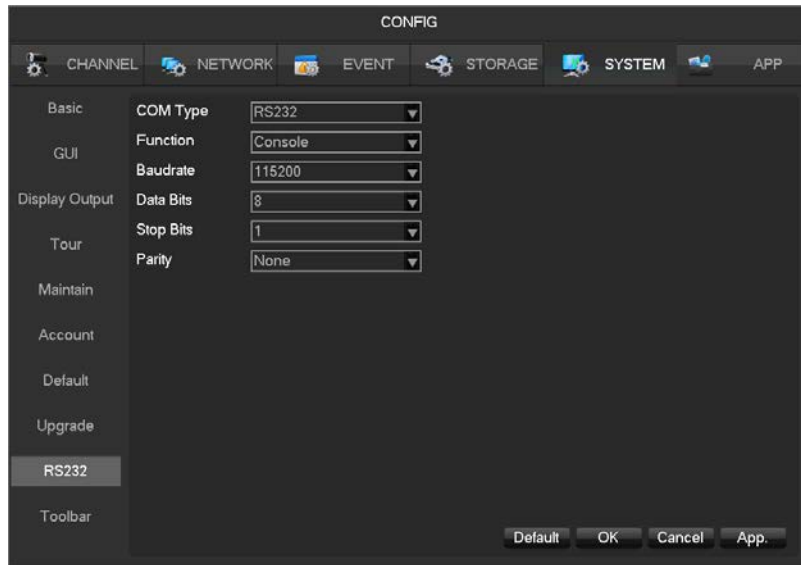 CONFIG
CHANNEL NETWORK EVENT STORAGE SYSTEM APP
Basic
GUI
Display Output
Tour
Maintain
Account
Default
Upgrade
RS232
Toolbar
COM Type RS232
Function Console
Baudrate 115200
Data Bits 8
Stop Bits 1
Parity None
Default OK Cancel App.